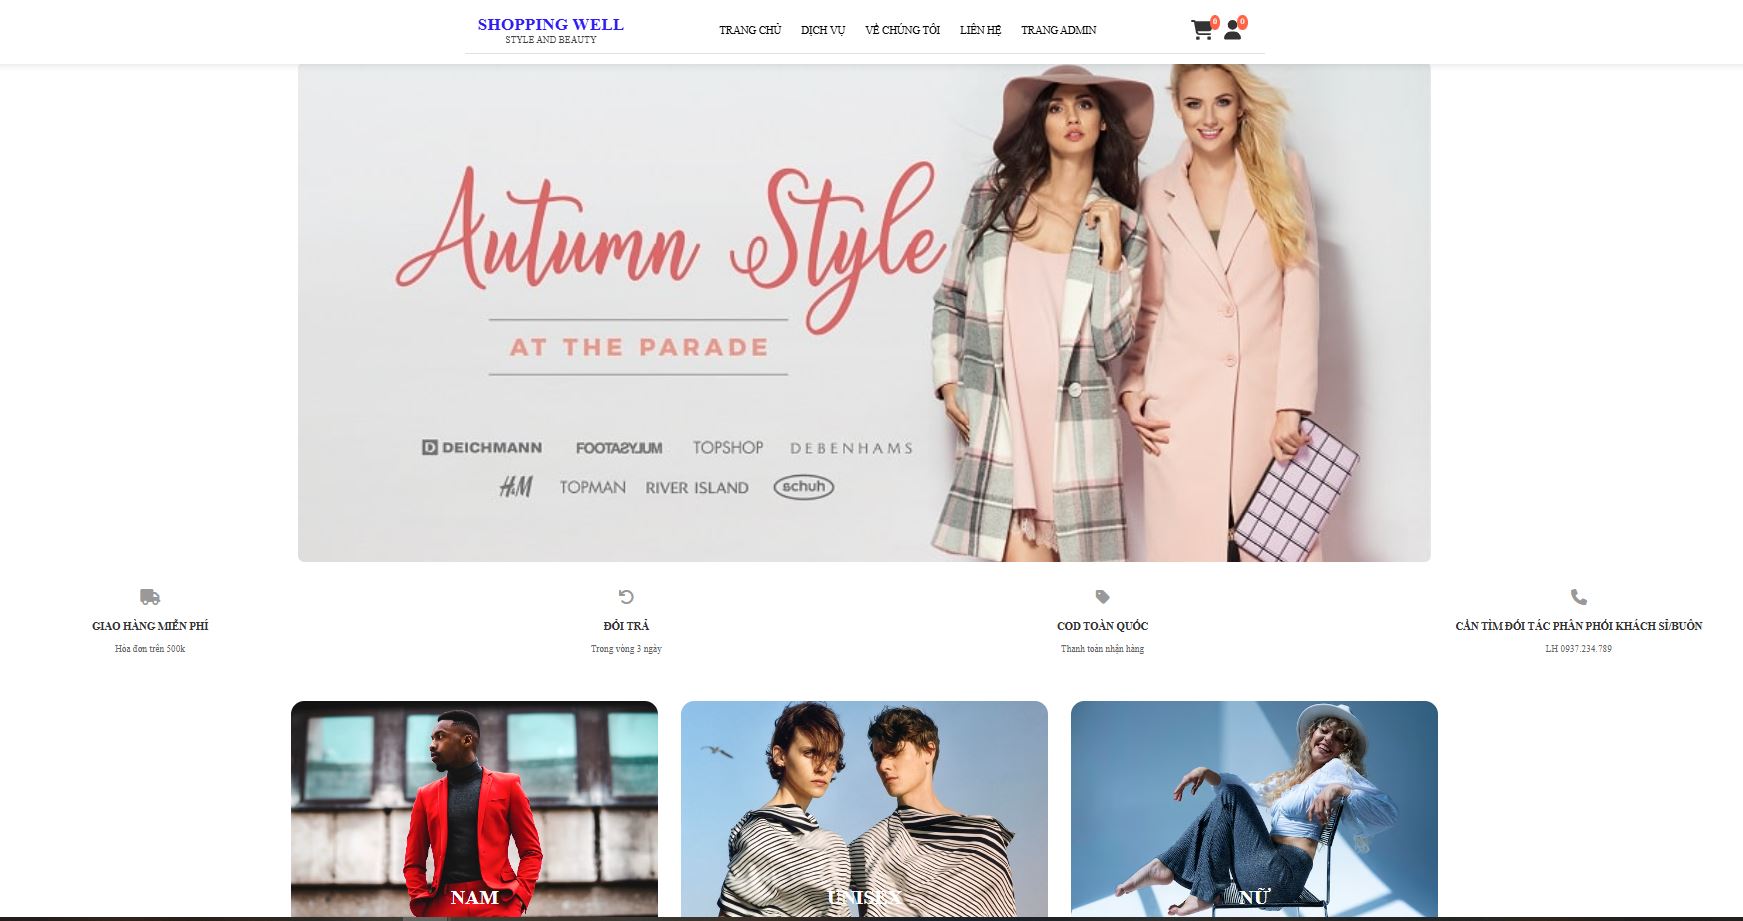 SHOPPING WELL
STYLE AND BEAUTY
TRANG CHỦ DỊCH VỤ VỀ CHÚNG TÔI LIÊN HỆ TRANG ADMIN
0 0
Autumn Style
AT THE PARADE
D DEICHMANN FOOTASYLUM TOPSHOP DEBENHAMS
H&M TOPMAN RIVER ISLAND schuh
GIAO HÀNG MIỄN PHÍ
Hóa đơn trên 500k
ĐỔI TRẢ
Trong vòng 3 ngày
COD TOÀN QUỐC
Thanh toán nhận hàng
CẦN TÌM ĐỐI TÁC PHÂN PHỐI KHÁCH SỈ/BUÔN
LH 0937.234.789
NAM
UNISEX
NỮ